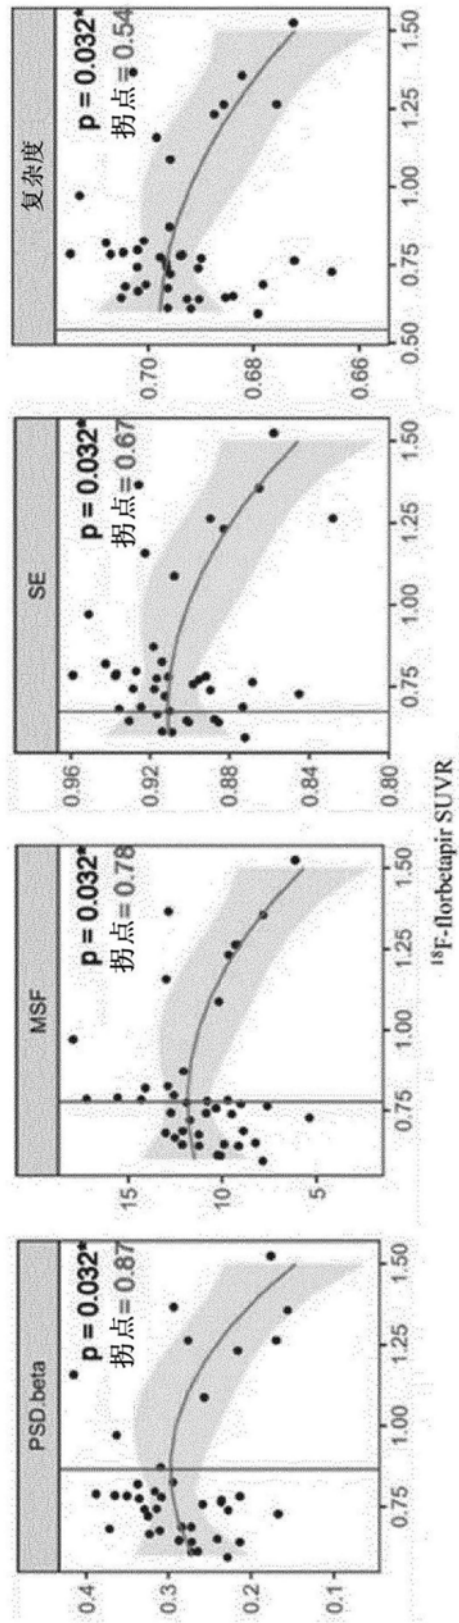 PSD.beta
p = 0.032*
拐点 = 0.87
0.4
0.3
0.2
0.1
0.75 1.00 1.25 1.50
MSF
p = 0.032*
拐点 = 0.78
15
10
5
0.75 1.00 1.25 1.50
SE
p = 0.032*
拐点 = 0.67
0.96
0.92
0.88
0.84
0.80
0.75 1.00 1.25 1.50
复杂度
p = 0.032*
拐点 = 0.54
0.70
0.68
0.66
0.50 0.75 1.00 1.25 1.50
¹⁸F-florbetapir SUVR